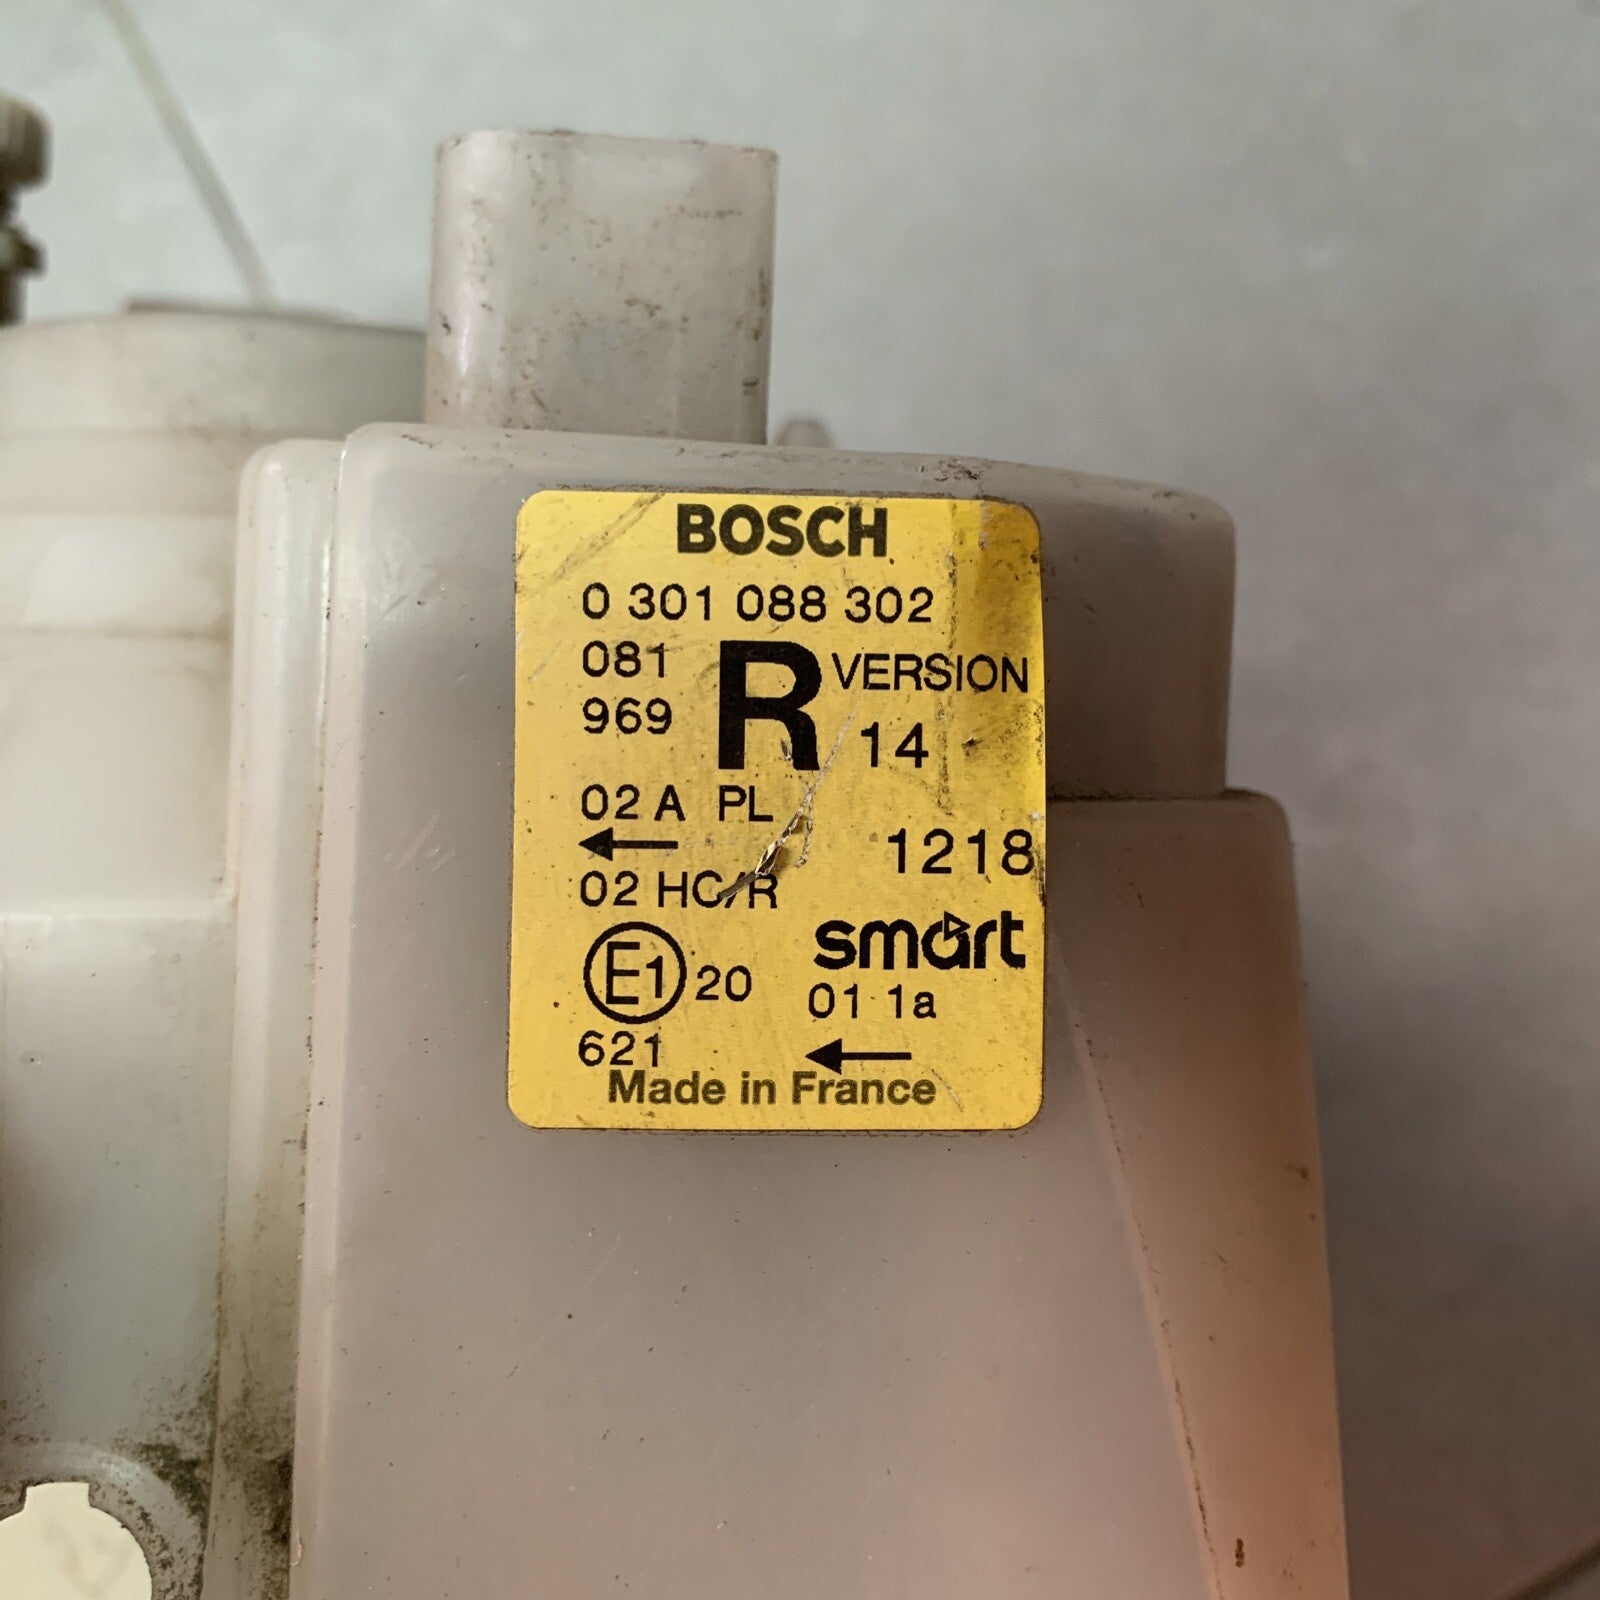 BOSCH
0 301 088 302
081
969
R
VERSION
14
02 A PL
1218
02 HC/R
smart
E1 20
01 1a
621
Made in France